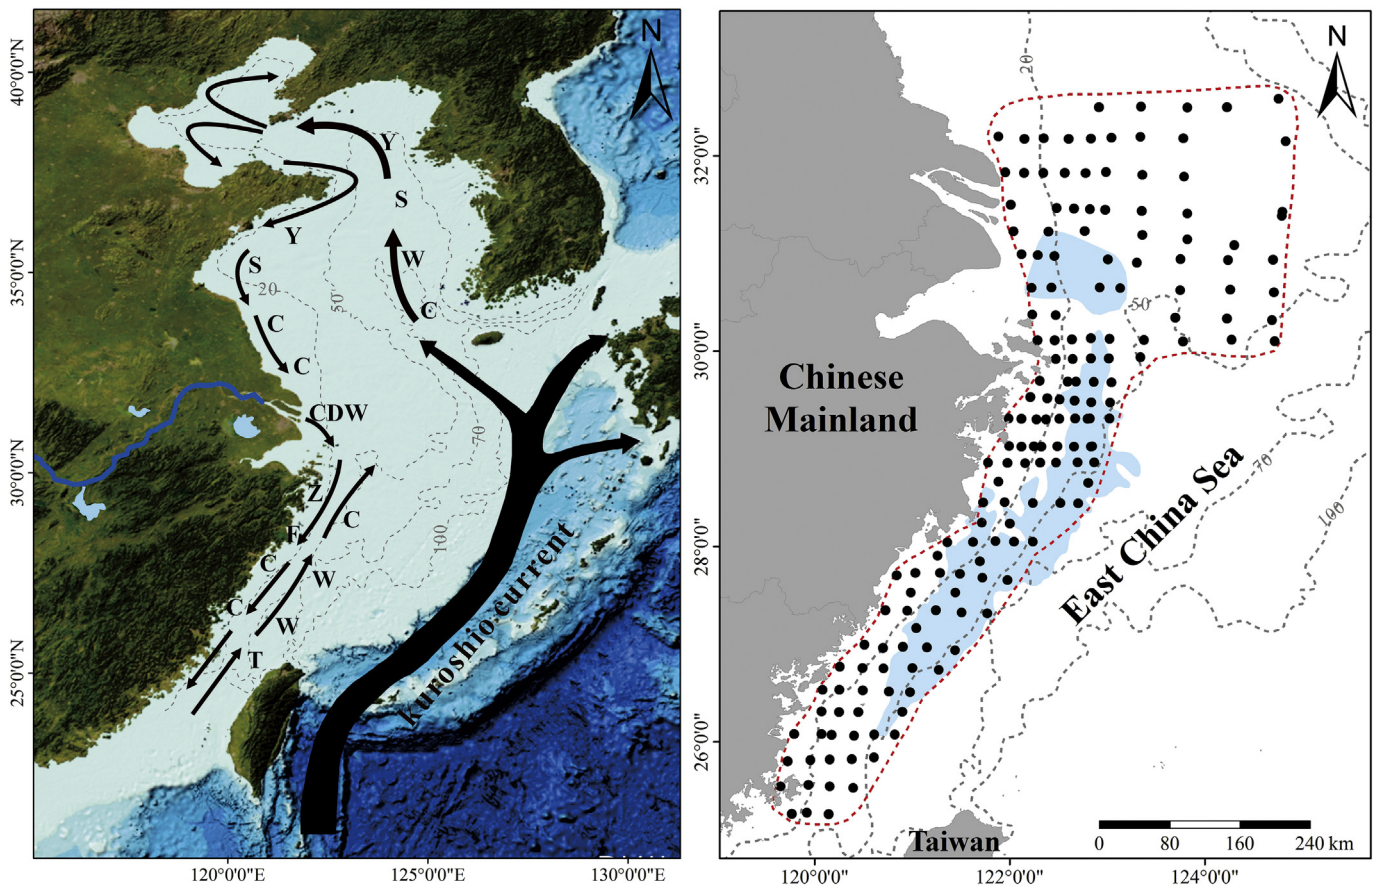 N
40°0'0"N
35°0'0"N
30°0'0"N
25°0'0"N
Y
S
W
C
Y
S
20
50
C
C
CDW
70
Z
F
C
C
C
W
W
T
100
kuroshio current
120°0'0"E
125°0'0"E
130°0'0"E
N
32°0'0"
30°0'0"
28°0'0"
26°0'0"
20
50
Chinese
Mainland
East China Sea
70
100
Taiwan
0 80 160 240 km
120°0'0"
122°0'0"
124°0'0"